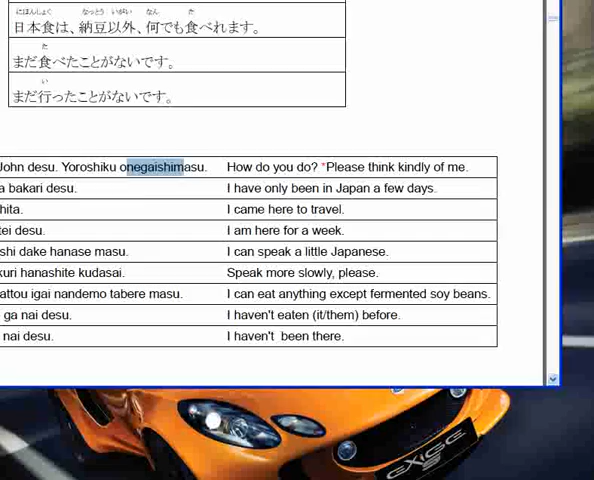 にほんしょく なっとう いがい なん た
日本食は、納豆以外、何でも食べれます。
た
まだ食べたことがないです。
い
まだ行ったことがないです。
John desu. Yoroshiku onegaishimasu. How do you do? *Please think kindly of me.
a bakari desu. I have only been in Japan a few days.
hita. I came here to travel.
tei desu. I am here for a week.
shi dake hanase masu. I can speak a little Japanese.
kuri hanashite kudasai. Speak more slowly, please.
attou igai nandemo tabere masu. I can eat anything except fermented soy beans.
ga nai desu. I haven't eaten (it/them) before.
nai desu. I haven't been there.
EXIGE S